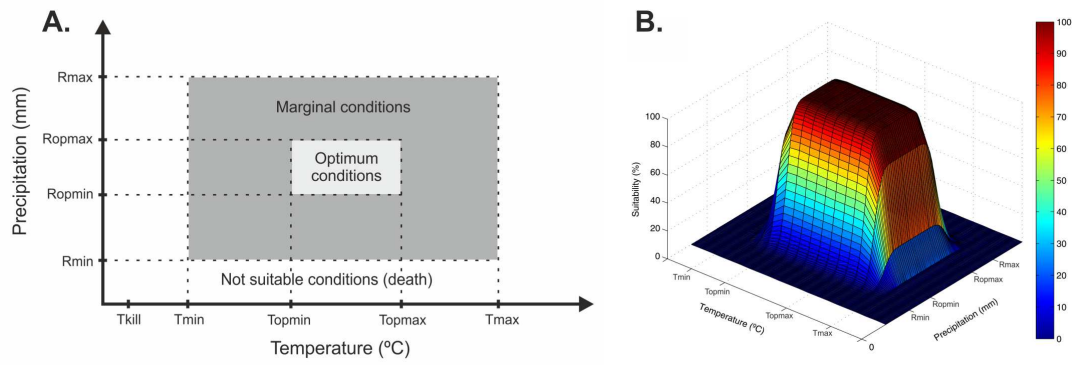 A.
Precipitation (mm)
Rmax
Ropmax
Ropmin
Rmin
Marginal conditions
Optimum
conditions
Not suitable conditions (death)
Tkill
Tmin
Topmin
Topmax
Tmax
Temperature (ºC)
B.
Suitability (%)
100
80
60
40
20
0
Tmin
Topmin
Topmax
Tmax
Temperature (ºC)
0
Rmin
Ropmin
Ropmax
Rmax
Precipitation (mm)
100
90
80
70
60
50
40
30
20
10
0